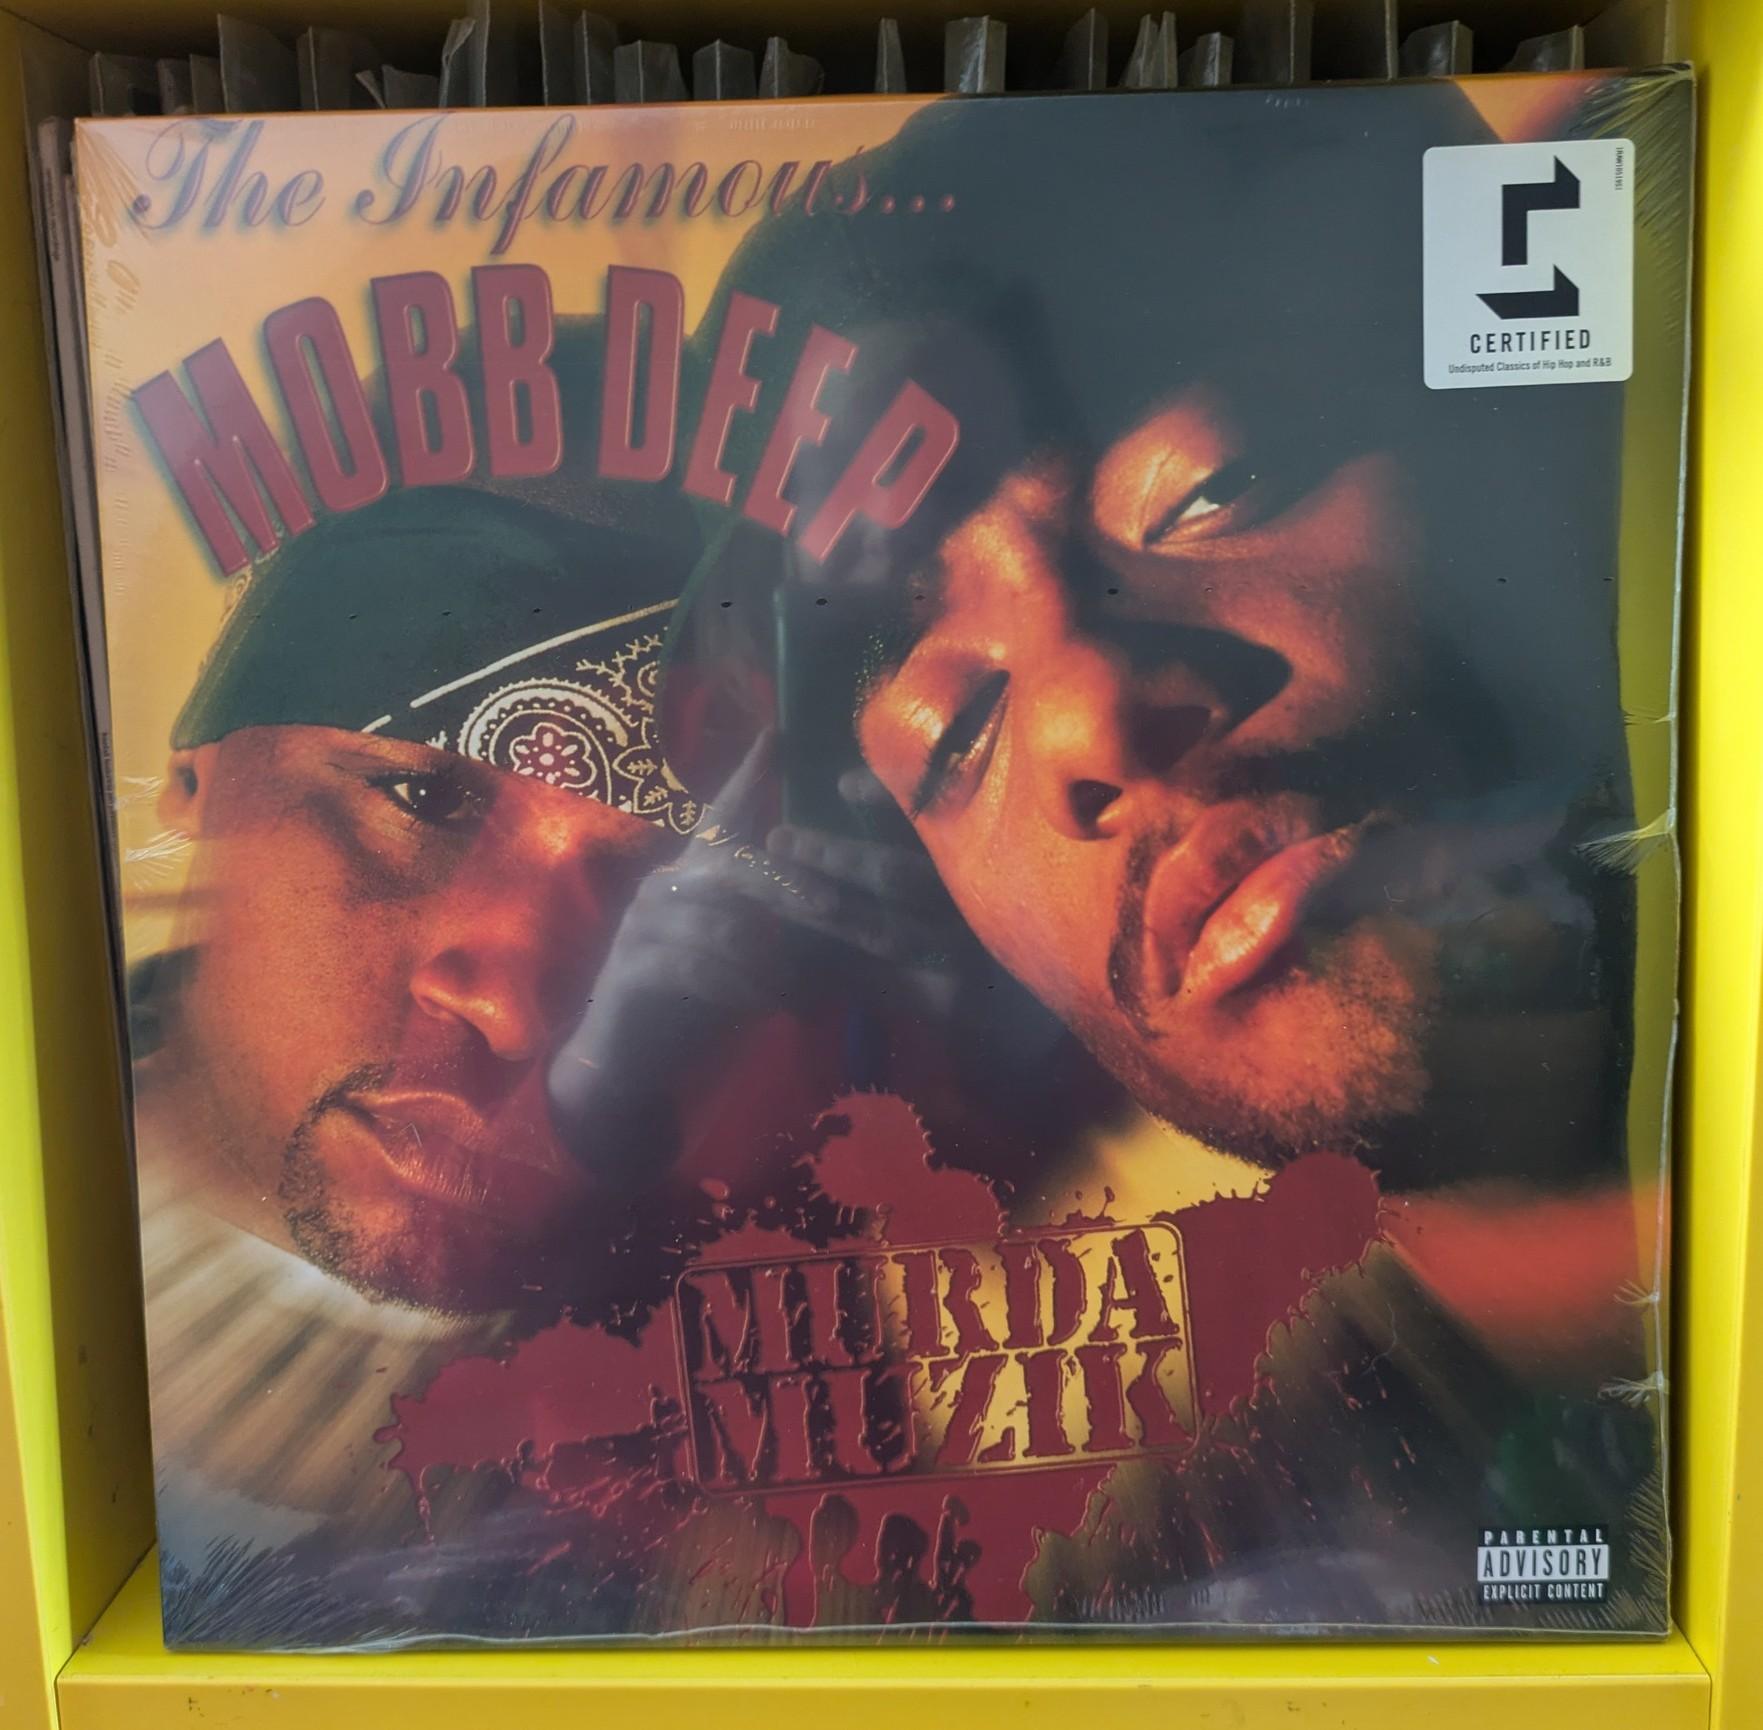 The Infamous...
MOBB DEEP
CERTIFIED
Undisputed Classics of Hip Hop and R&B
MURDA
MUZIK
PARENTAL
ADVISORY
EXPLICIT CONTENT